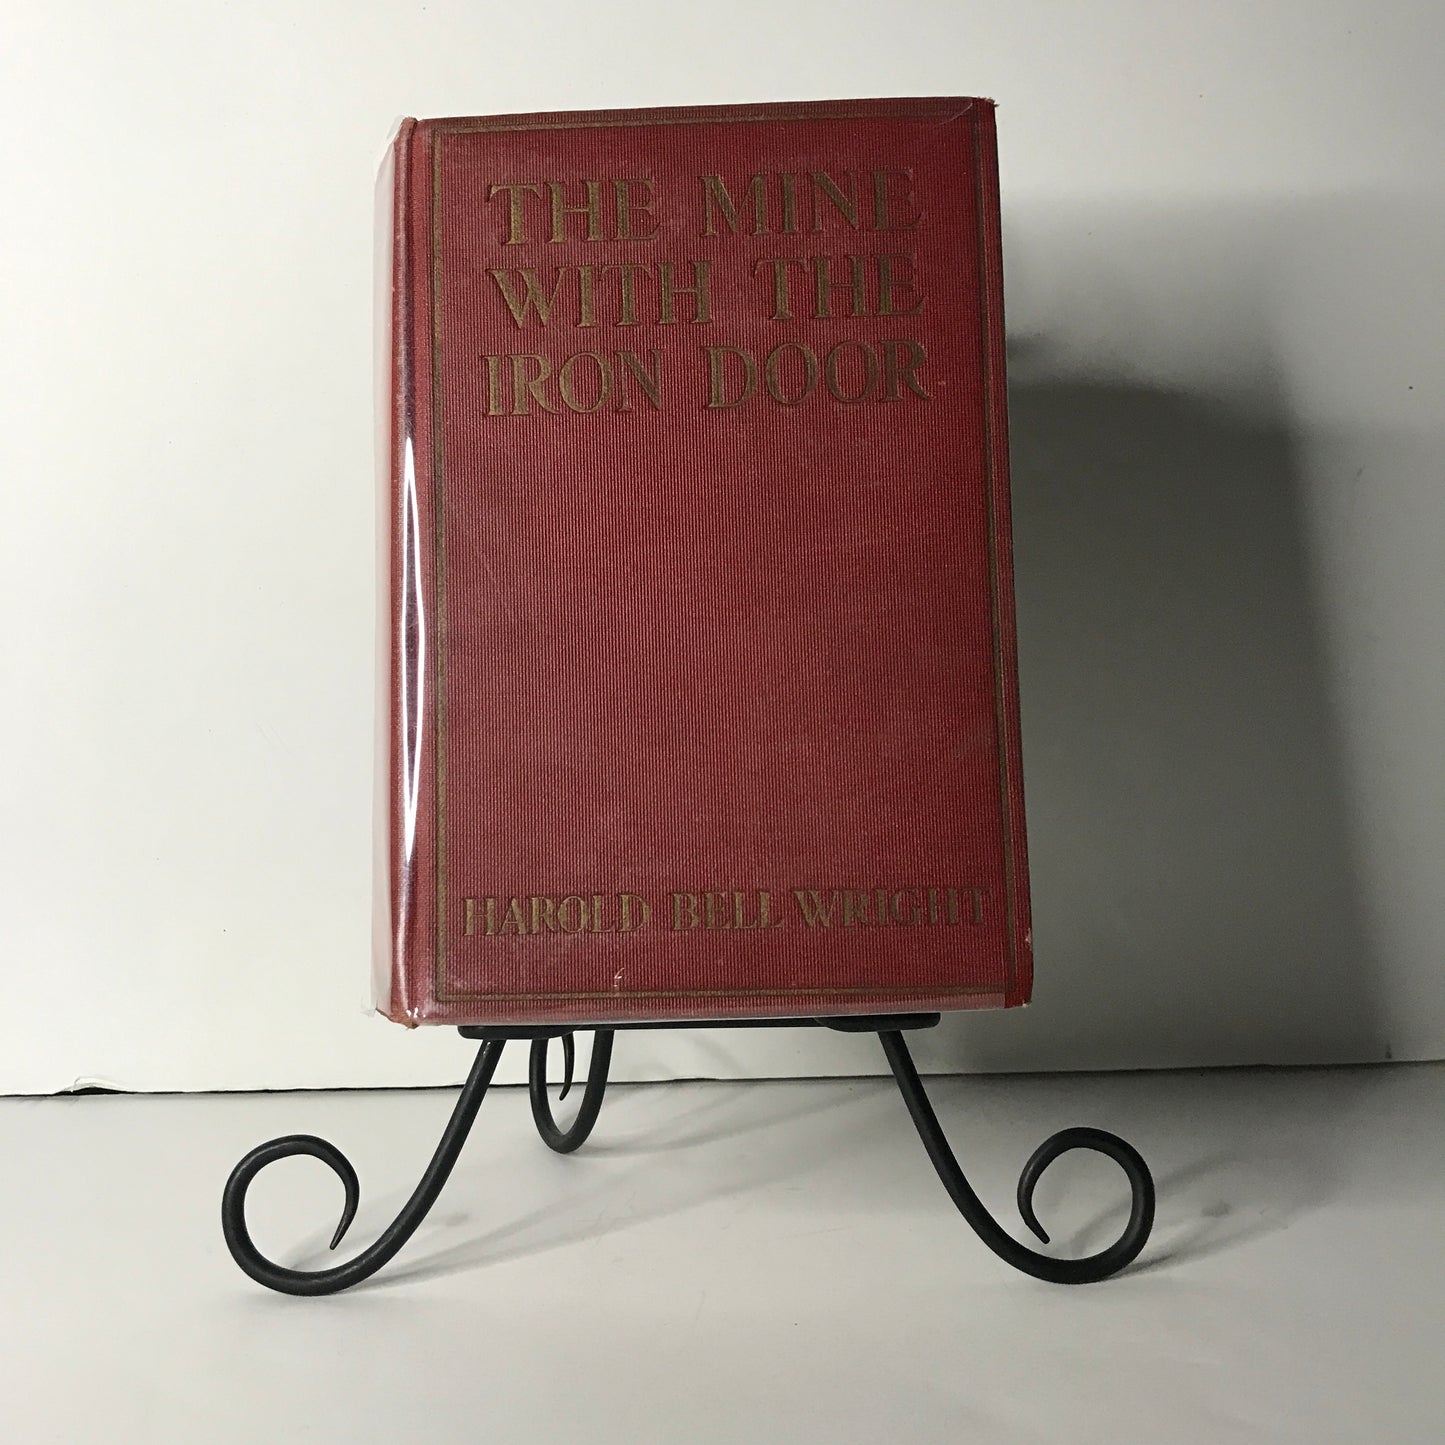 THE MINE
WITH THE
IRON DOOR
HAROLD BELL WRIGHT